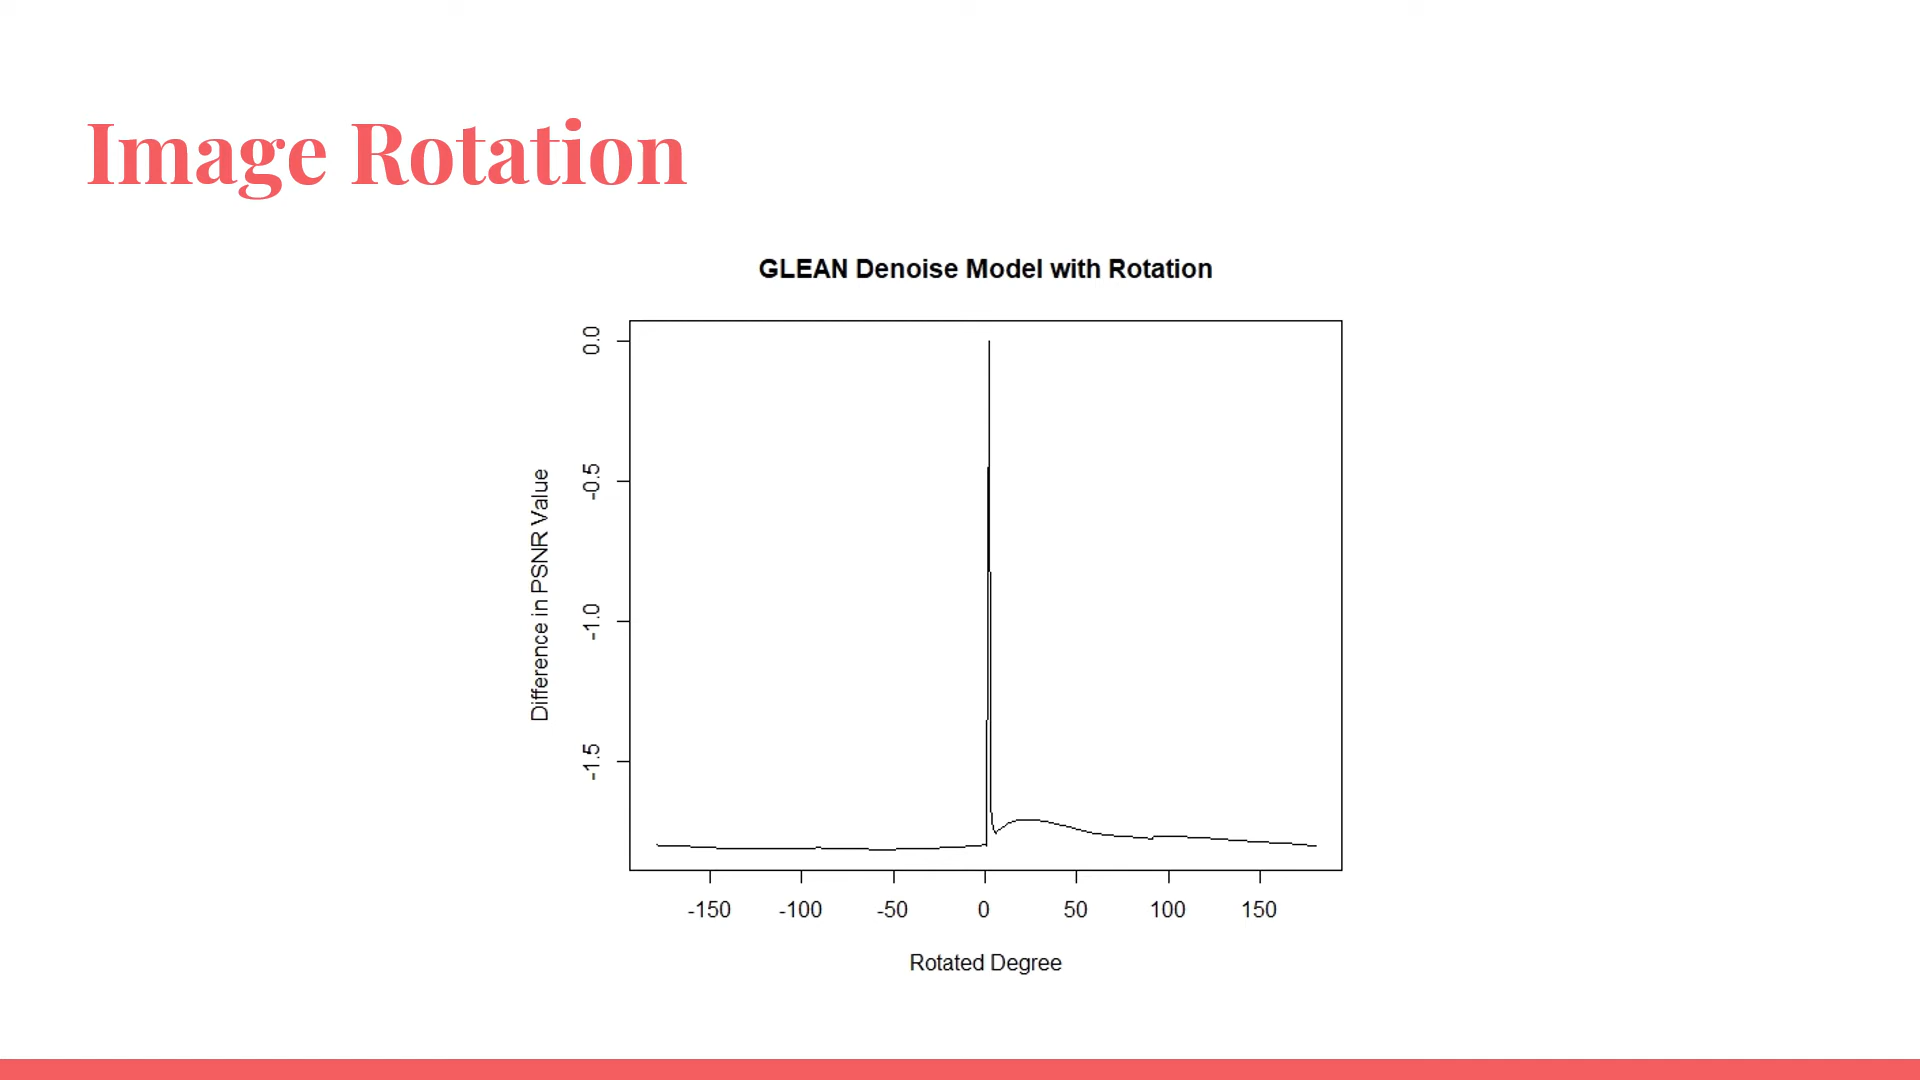 Image Rotation
GLEAN Denoise Model with Rotation
Difference in PSNR Value
0.0
-0.5
-1.0
-1.5
-150 -100 -50 0 50 100 150
Rotated Degree